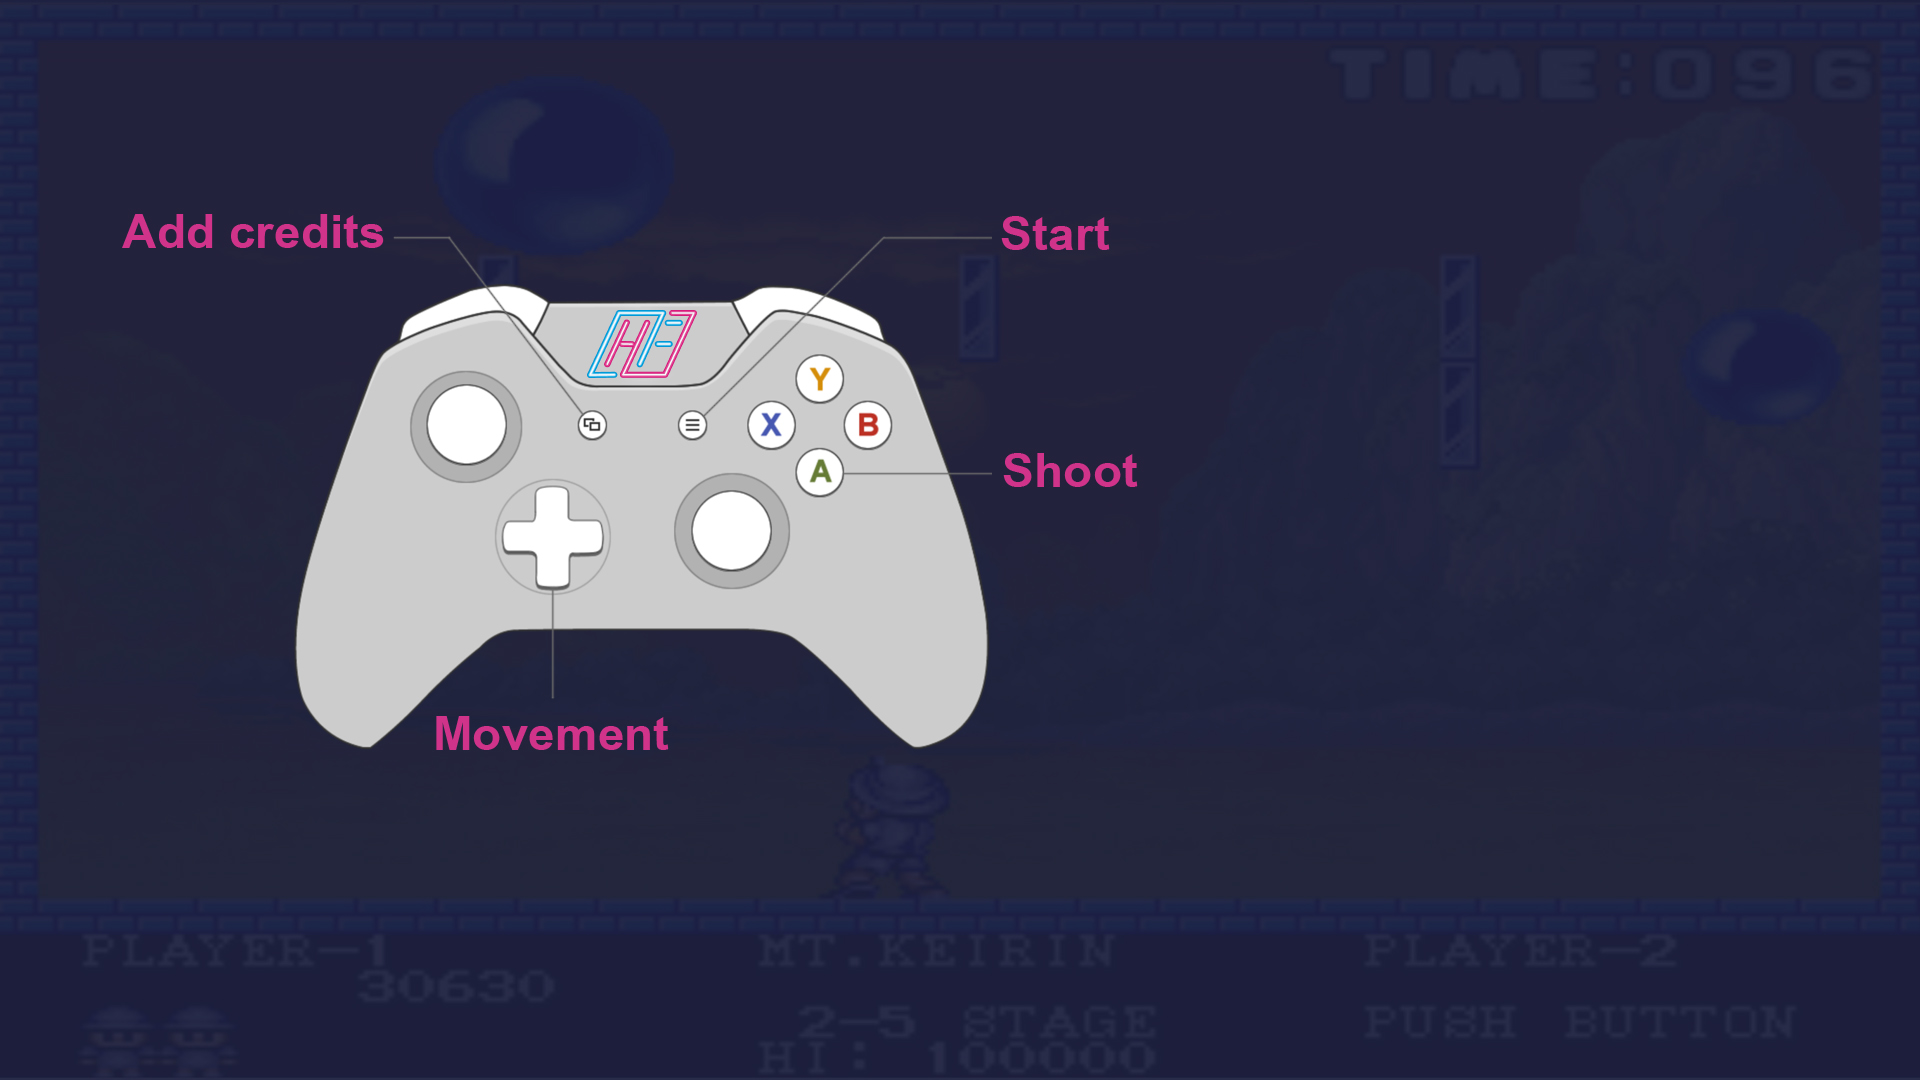 TIME:096
Add credits
Start
Y
X
B
A
Shoot
Movement
PLAYER-1
30630
MT.KEIRIN
2-5 STAGE
HI: 100000
PLAYER-2
PUSH BUTTON